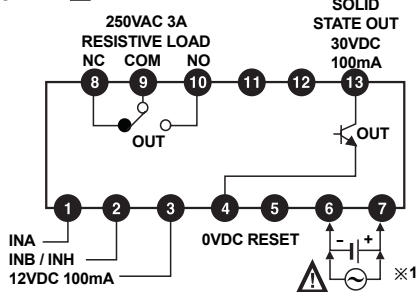 SOLID
STATE OUT
30VDC
100mA
250VAC 3A
RESISTIVE LOAD
NC COM NO
8 9 10 11 12 13
OUT
OUT
1 2 3 4 5 6 7
INA
INB / INH
12VDC 100mA
0VDC RESET
- +
※1